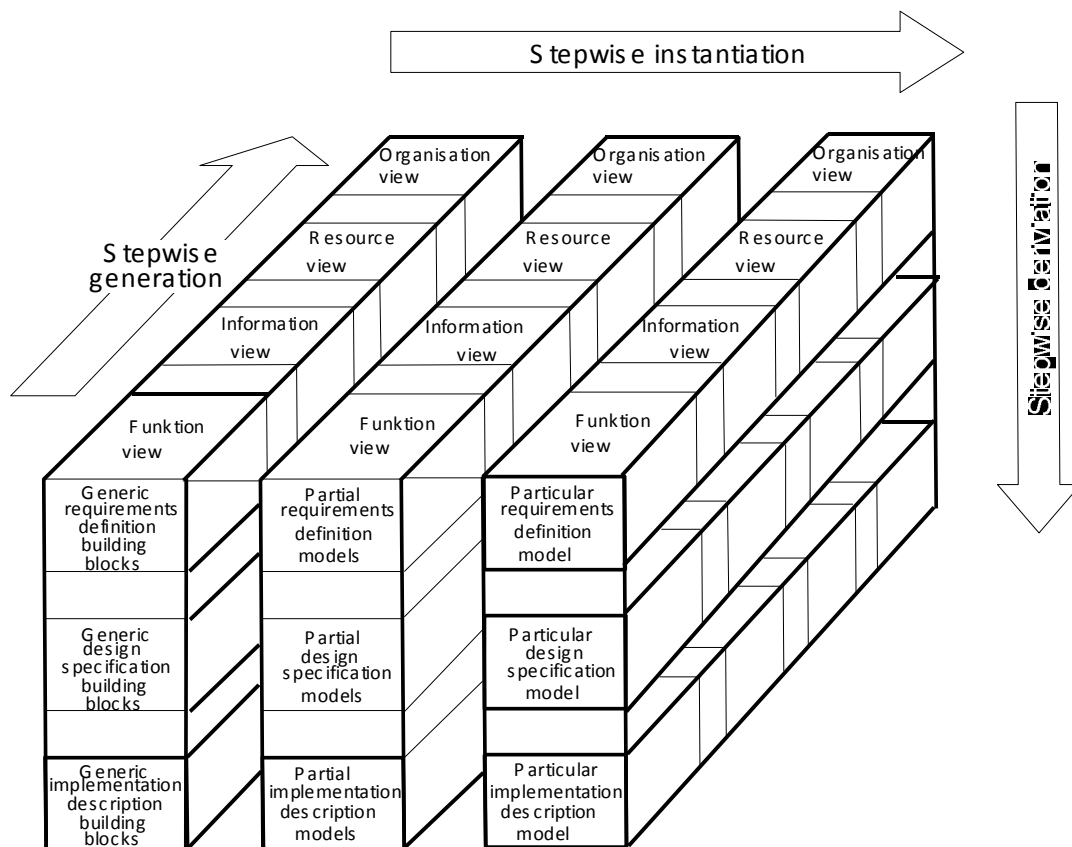 Stepwise instantiation
Stepwise deriviation
Stepwise
generation
Organisation
view
Organisation
view
Organisation
view
Resource
view
Resource
view
Resource
view
Information
view
Information
view
Information
view
Funktion
view
Funktion
view
Funktion
view
Generic
requirements
definition
building
blocks
Partial
requirements
definition
models
Particular
requirements
definition
model
Generic
design
specification
building
blocks
Partial
design
specification
models
Particular
design
specification
model
Generic
implementation
description
building
blocks
Partial
implementation
description
models
Particular
implementation
description
model